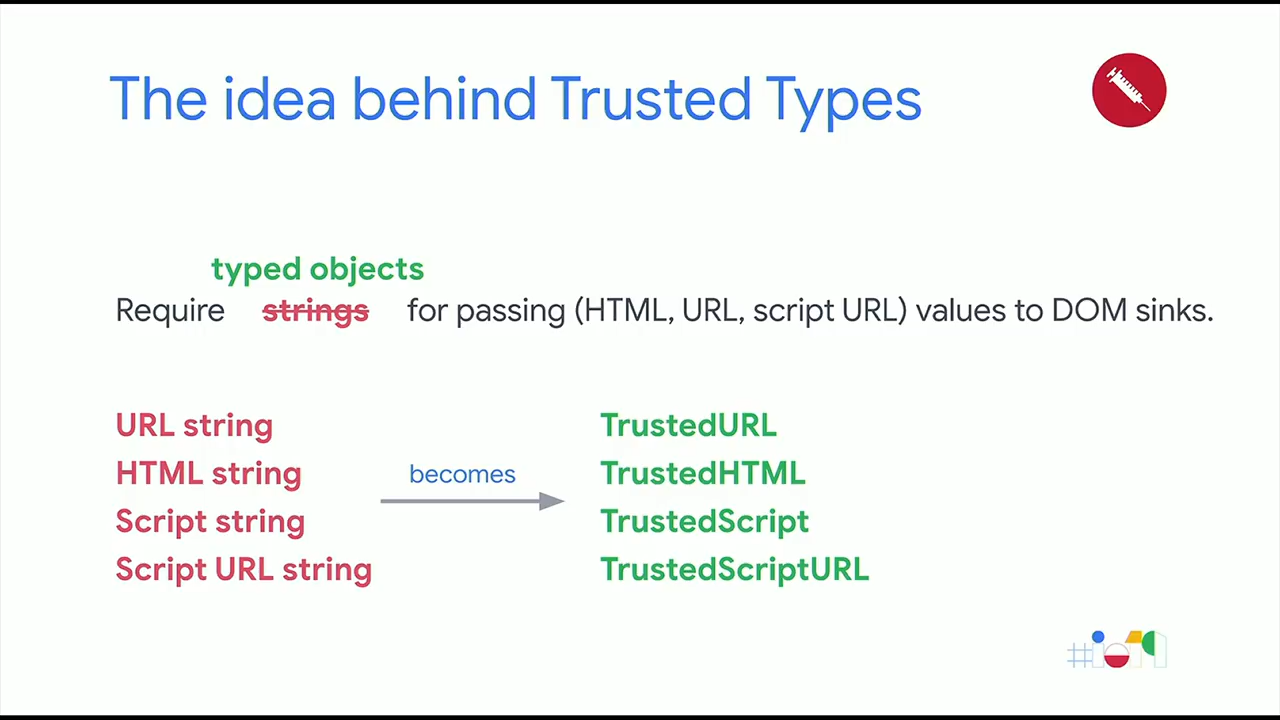 The idea behind Trusted Types
typed objects
Require strings for passing (HTML, URL, script URL) values to DOM sinks.
URL string
HTML string
Script string
Script URL string
becomes
TrustedURL
TrustedHTML
TrustedScript
TrustedScriptURL
#io19